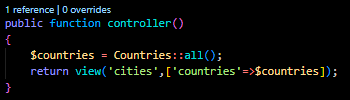 1 reference | 0 overrides
public function controller()
{
    $countries = Countries::all();
    return view('cities',['countries'=>$countries]);
}